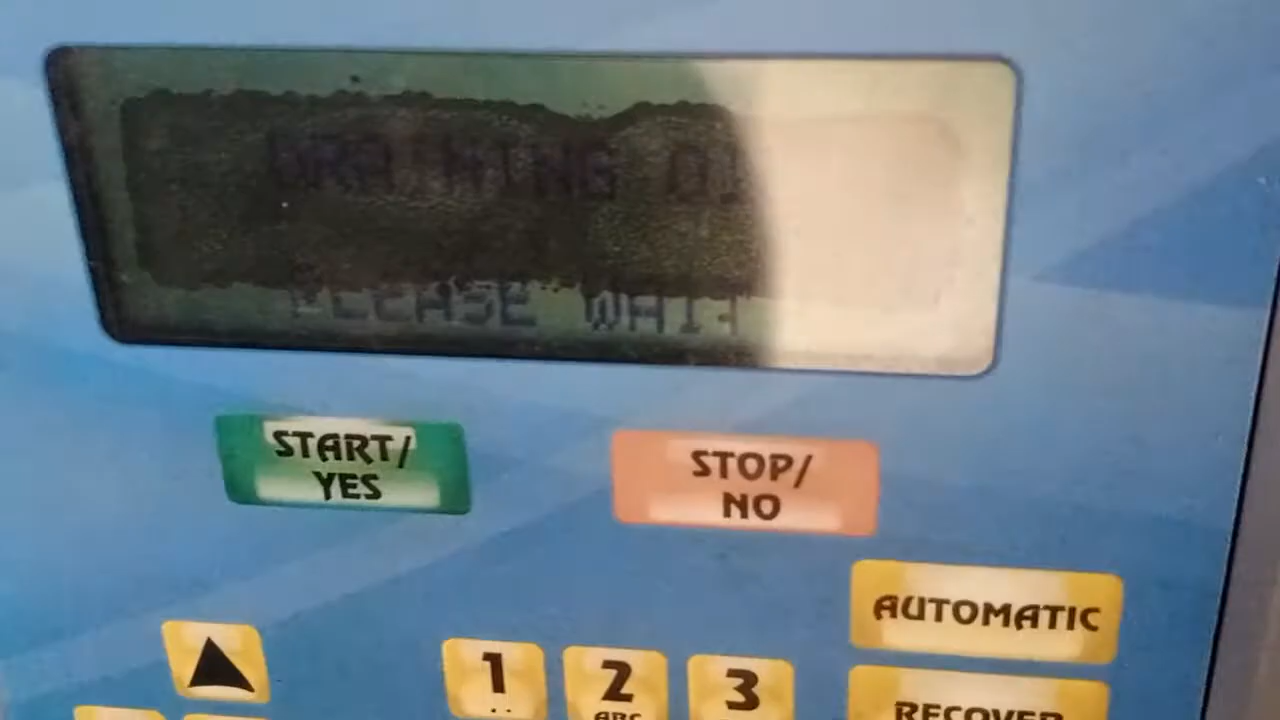 PLEASE WAIT
START/
YES
STOP/
NO
AUTOMATIC
1
2
3
ABC
RECOVER